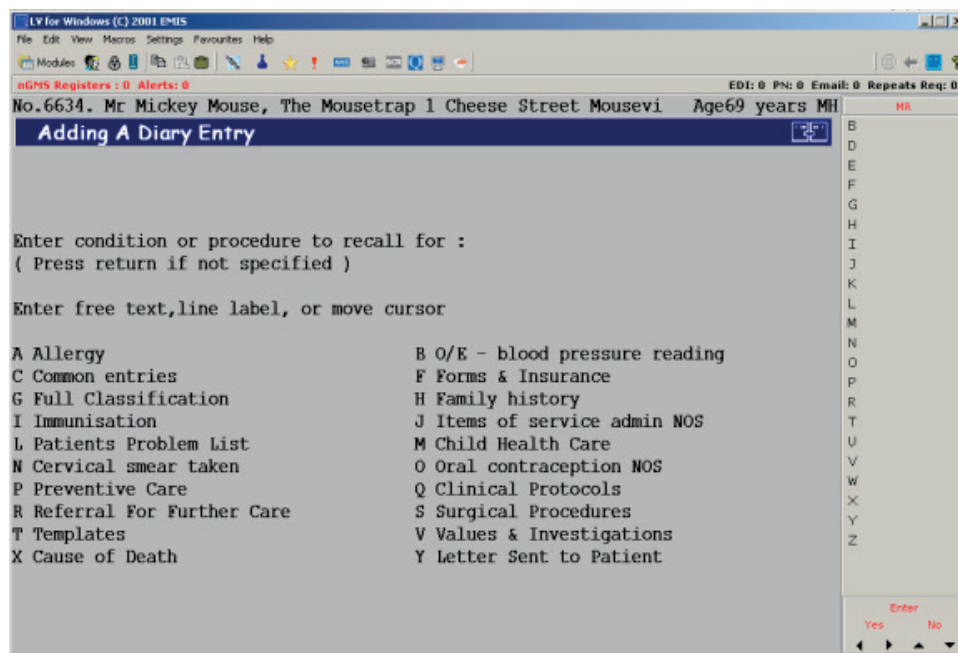 LV for Windows (C) 2001 EMIS
File Edit View Macros Settings Favourites Help
Modules
nGMS Registers : 0 Alerts: 0 EDI: 0 PN: 0 Email: 0 Repeats Req: 0
No.6634. Mr Mickey Mouse, The Mousetrap 1 Cheese Street Mousevi Age69 years MH
MR
Adding A Diary Entry
B
D
E
F
G
H
I
J
K
L
M
N
O
P
R
T
U
V
W
X
Y
Z
Enter condition or procedure to recall for :
( Press return if not specified )
Enter free text,line label, or move cursor
A Allergy B O/E - blood pressure reading
C Common entries F Forms & Insurance
G Full Classification H Family history
I Immunisation J Items of service admin NOS
L Patients Problem List M Child Health Care
N Cervical smear taken O Oral contraception NOS
P Preventive Care Q Clinical Protocols
R Referral For Further Care S Surgical Procedures
T Templates V Values & Investigations
X Cause of Death Y Letter Sent to Patient
Enter
Yes No